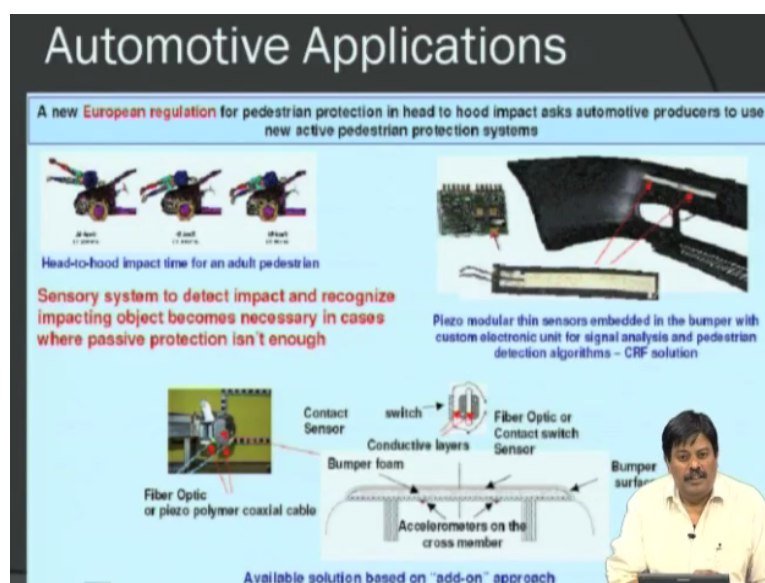 Automotive Applications
A new European regulation for pedestrian protection in head to hood impact asks automotive producers to use
new active pedestrian protection systems
Head-to-hood impact time for an adult pedestrian
Sensory system to detect impact and recognize
impacting object becomes necessary in cases
where passive protection isn't enough
Piezo modular thin sensors embedded in the bumper with
custom electronic unit for signal analysis and pedestrian
detection algorithms – CRF solution
Contact switch
Sensor
Fiber Optic or
Contact switch
Sensor
Conductive layers
Bumper foam
Bumper
Fiber Optic
or piezo polymer coaxial cable
Accelerometers on the
cross member
Available solution based on "add-on" approach